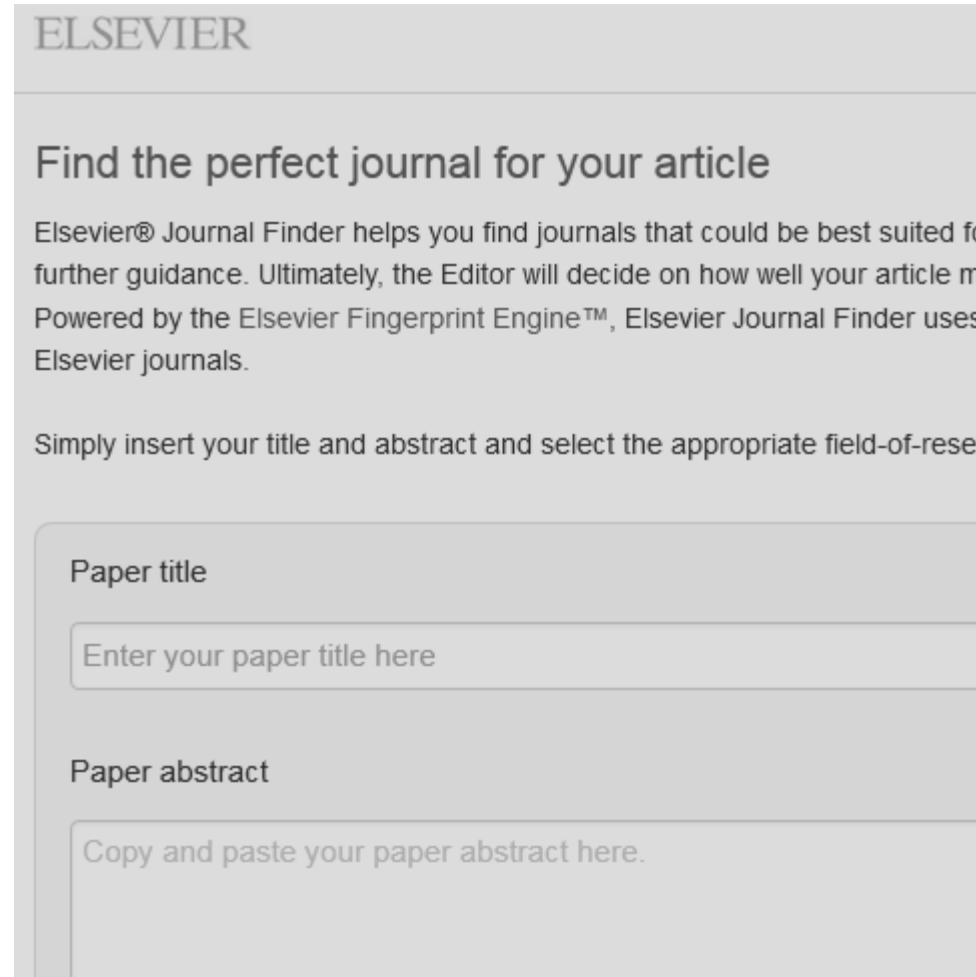 ELSEVIER
Find the perfect journal for your article
Elsevier® Journal Finder helps you find journals that could be best suited
further guidance. Ultimately, the Editor will decide on how well your article
Powered by the Elsevier Fingerprint Engine™, Elsevier Journal Finder uses
Elsevier journals.
Simply insert your title and abstract and select the appropriate
Paper title
Enter your paper title here
Paper abstract
Copy and paste your paper abstract here.